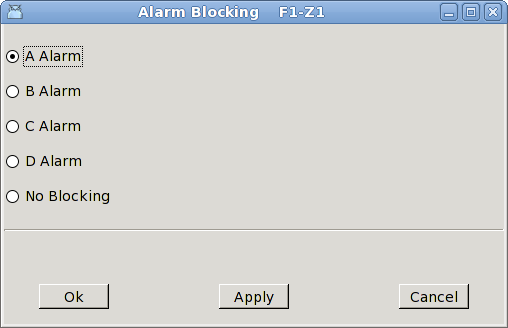 Alarm Blocking    F1-Z1
A Alarm
B Alarm
C Alarm
D Alarm
No Blocking
Ok Apply Cancel